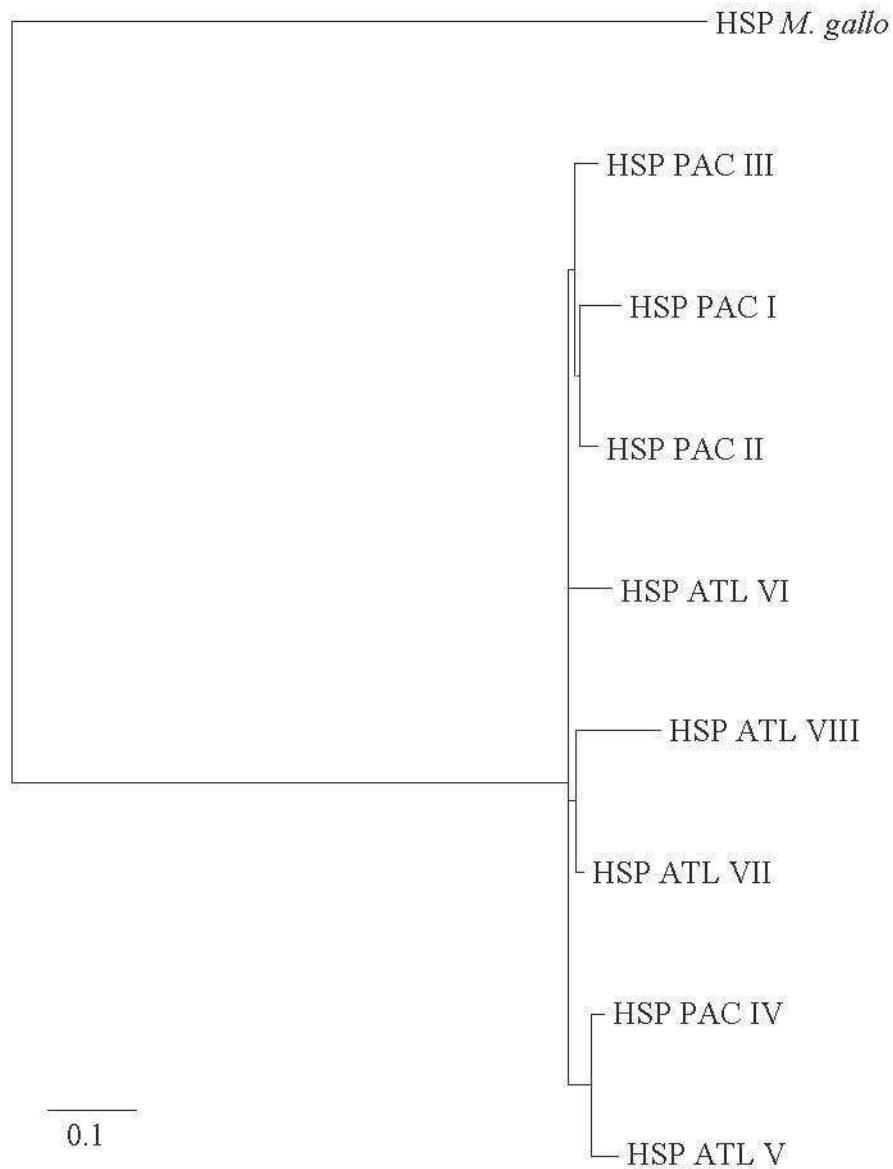 HSP M. gallo
HSP PAC III
HSP PAC I
HSP PAC II
HSP ATL VI
HSP ATL VIII
HSP ATL VII
HSP PAC IV
HSP ATL V
0.1